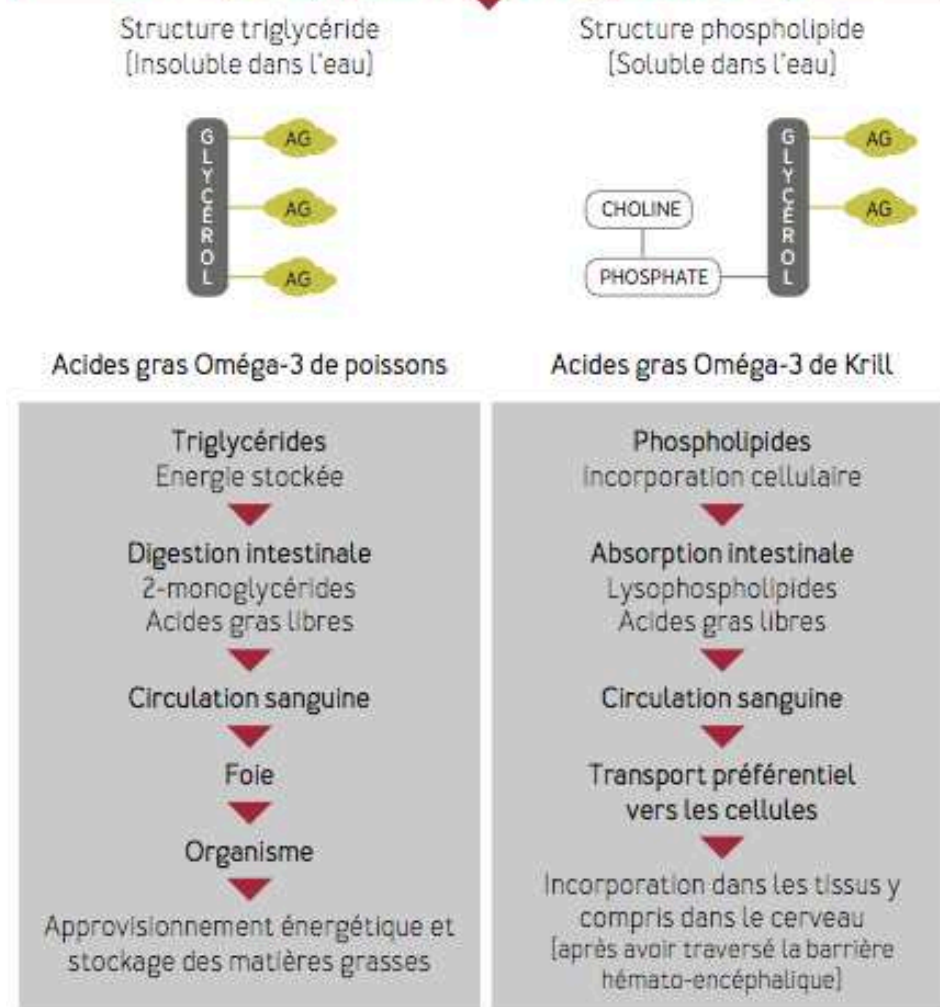 Structure triglycéride
[Insoluble dans l'eau]
GLYCÉROL
AG
AG
AG
Acides gras Oméga-3 de poissons
Triglycérides
Energie stockée
Digestion intestinale
2-monoglycérides
Acides gras libres
Circulation sanguine
Foie
Organisme
Approvisionnement énergétique et
stockage des matières grasses
Structure phospholipide
[Soluble dans l'eau]
GLYCÉROL
AG
AG
CHOLINE
PHOSPHATE
Acides gras Oméga-3 de Krill
Phospholipides
Incorporation cellulaire
Absorption intestinale
Lysophospholipides
Acides gras libres
Circulation sanguine
Transport préférentiel
vers les cellules
Incorporation dans les tissus y
compris dans le cerveau
[après avoir traversé la barrière
hémato-encéphalique]